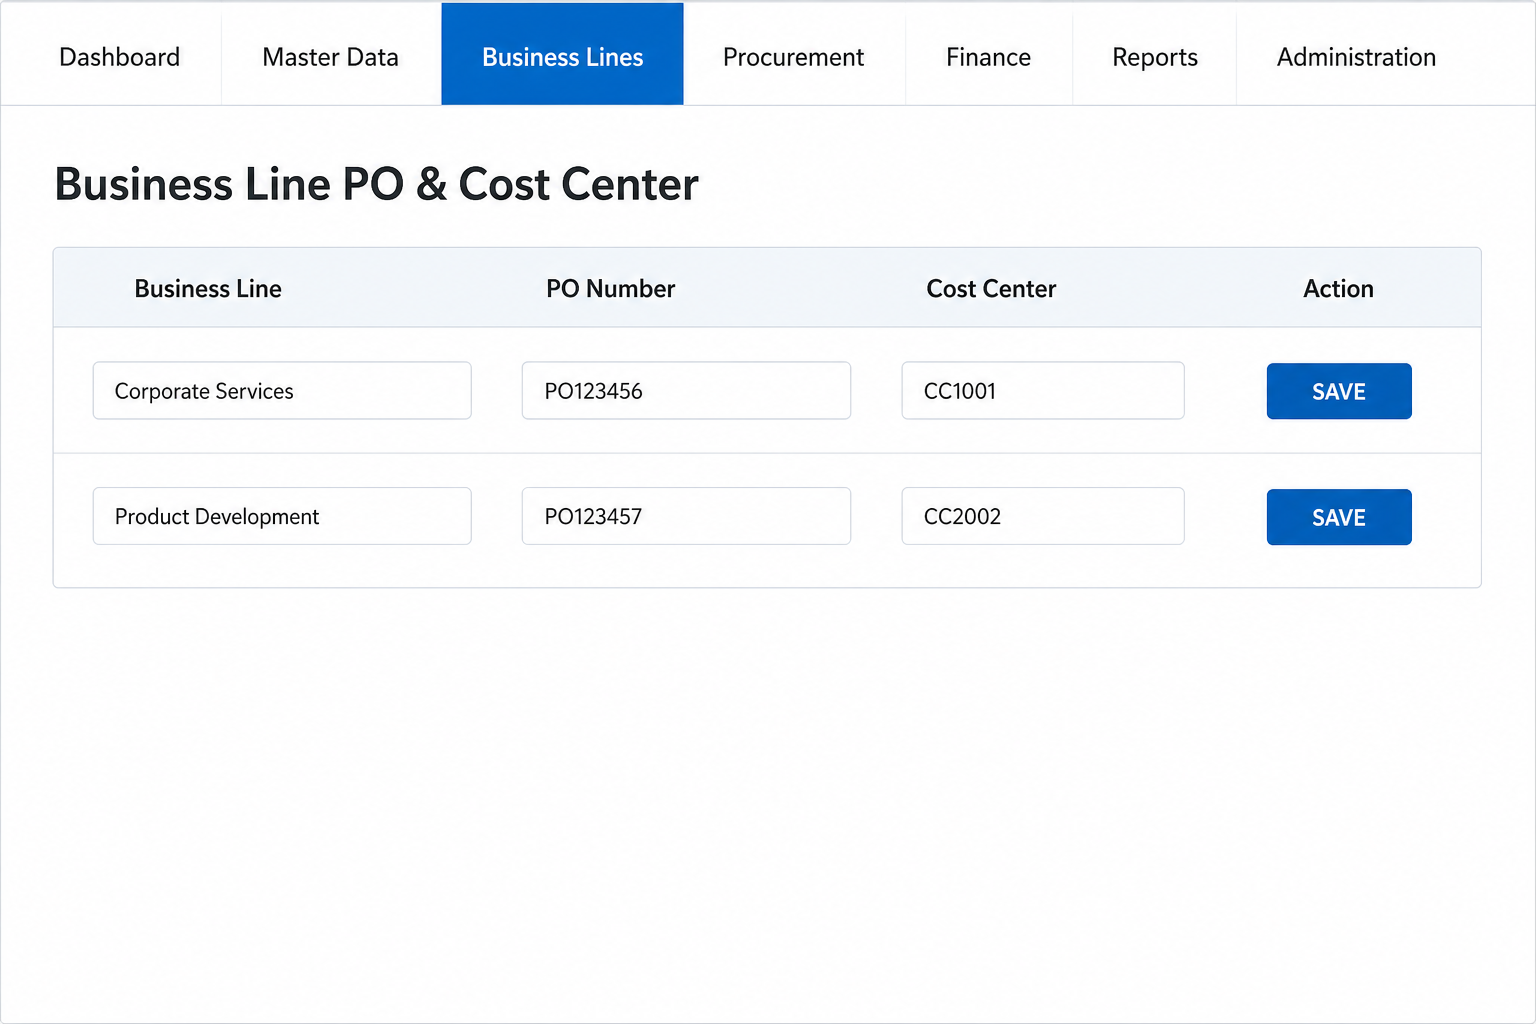 Dashboard Master Data Business Lines Procurement Finance Reports Administration
Business Line PO & Cost Center
Business Line PO Number Cost Center Action
Corporate Services PO123456 CC1001 SAVE
Product Development PO123457 CC2002 SAVE